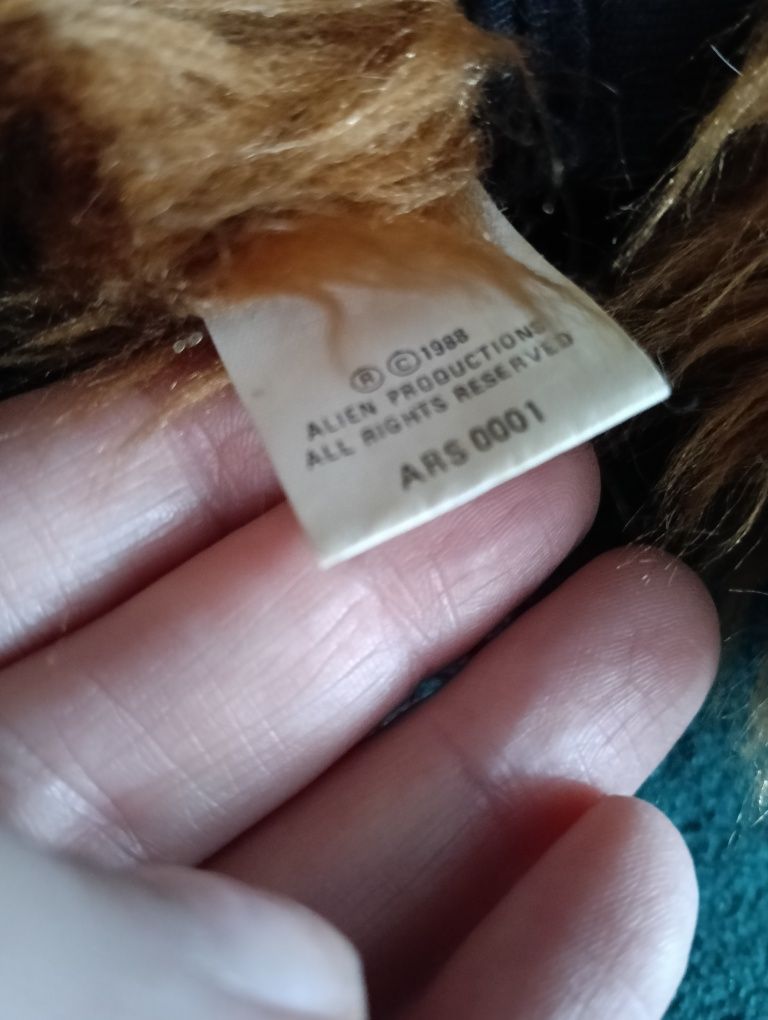 ® © 1988
ALIEN PRODUCTIONS
ALL RIGHTS RESERVED
ARS 0001